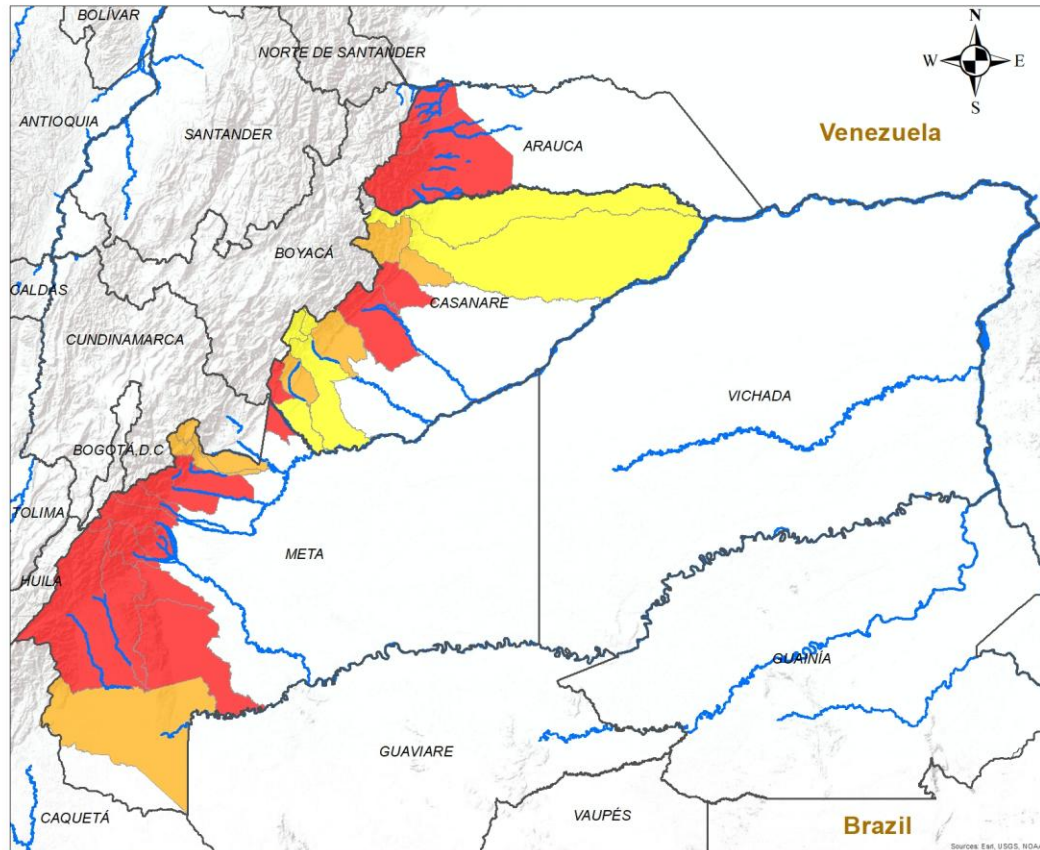 BOLÍVAR
N
NORTE DE SANTANDER
W
E
S
ANTIOQUIA
SANTANDER
ARAUCA
Venezuela
BOYACÁ
CALDAS
CASANARE
CUNDINAMARCA
VICHADA
BOGOTÁ,D.C
TOLIMA
META
HUILA
GUAINÍA
GUAVIARE
CAQUETÁ
VAUPÉS
Brazil
Sources: Esri, USGS, NOAA